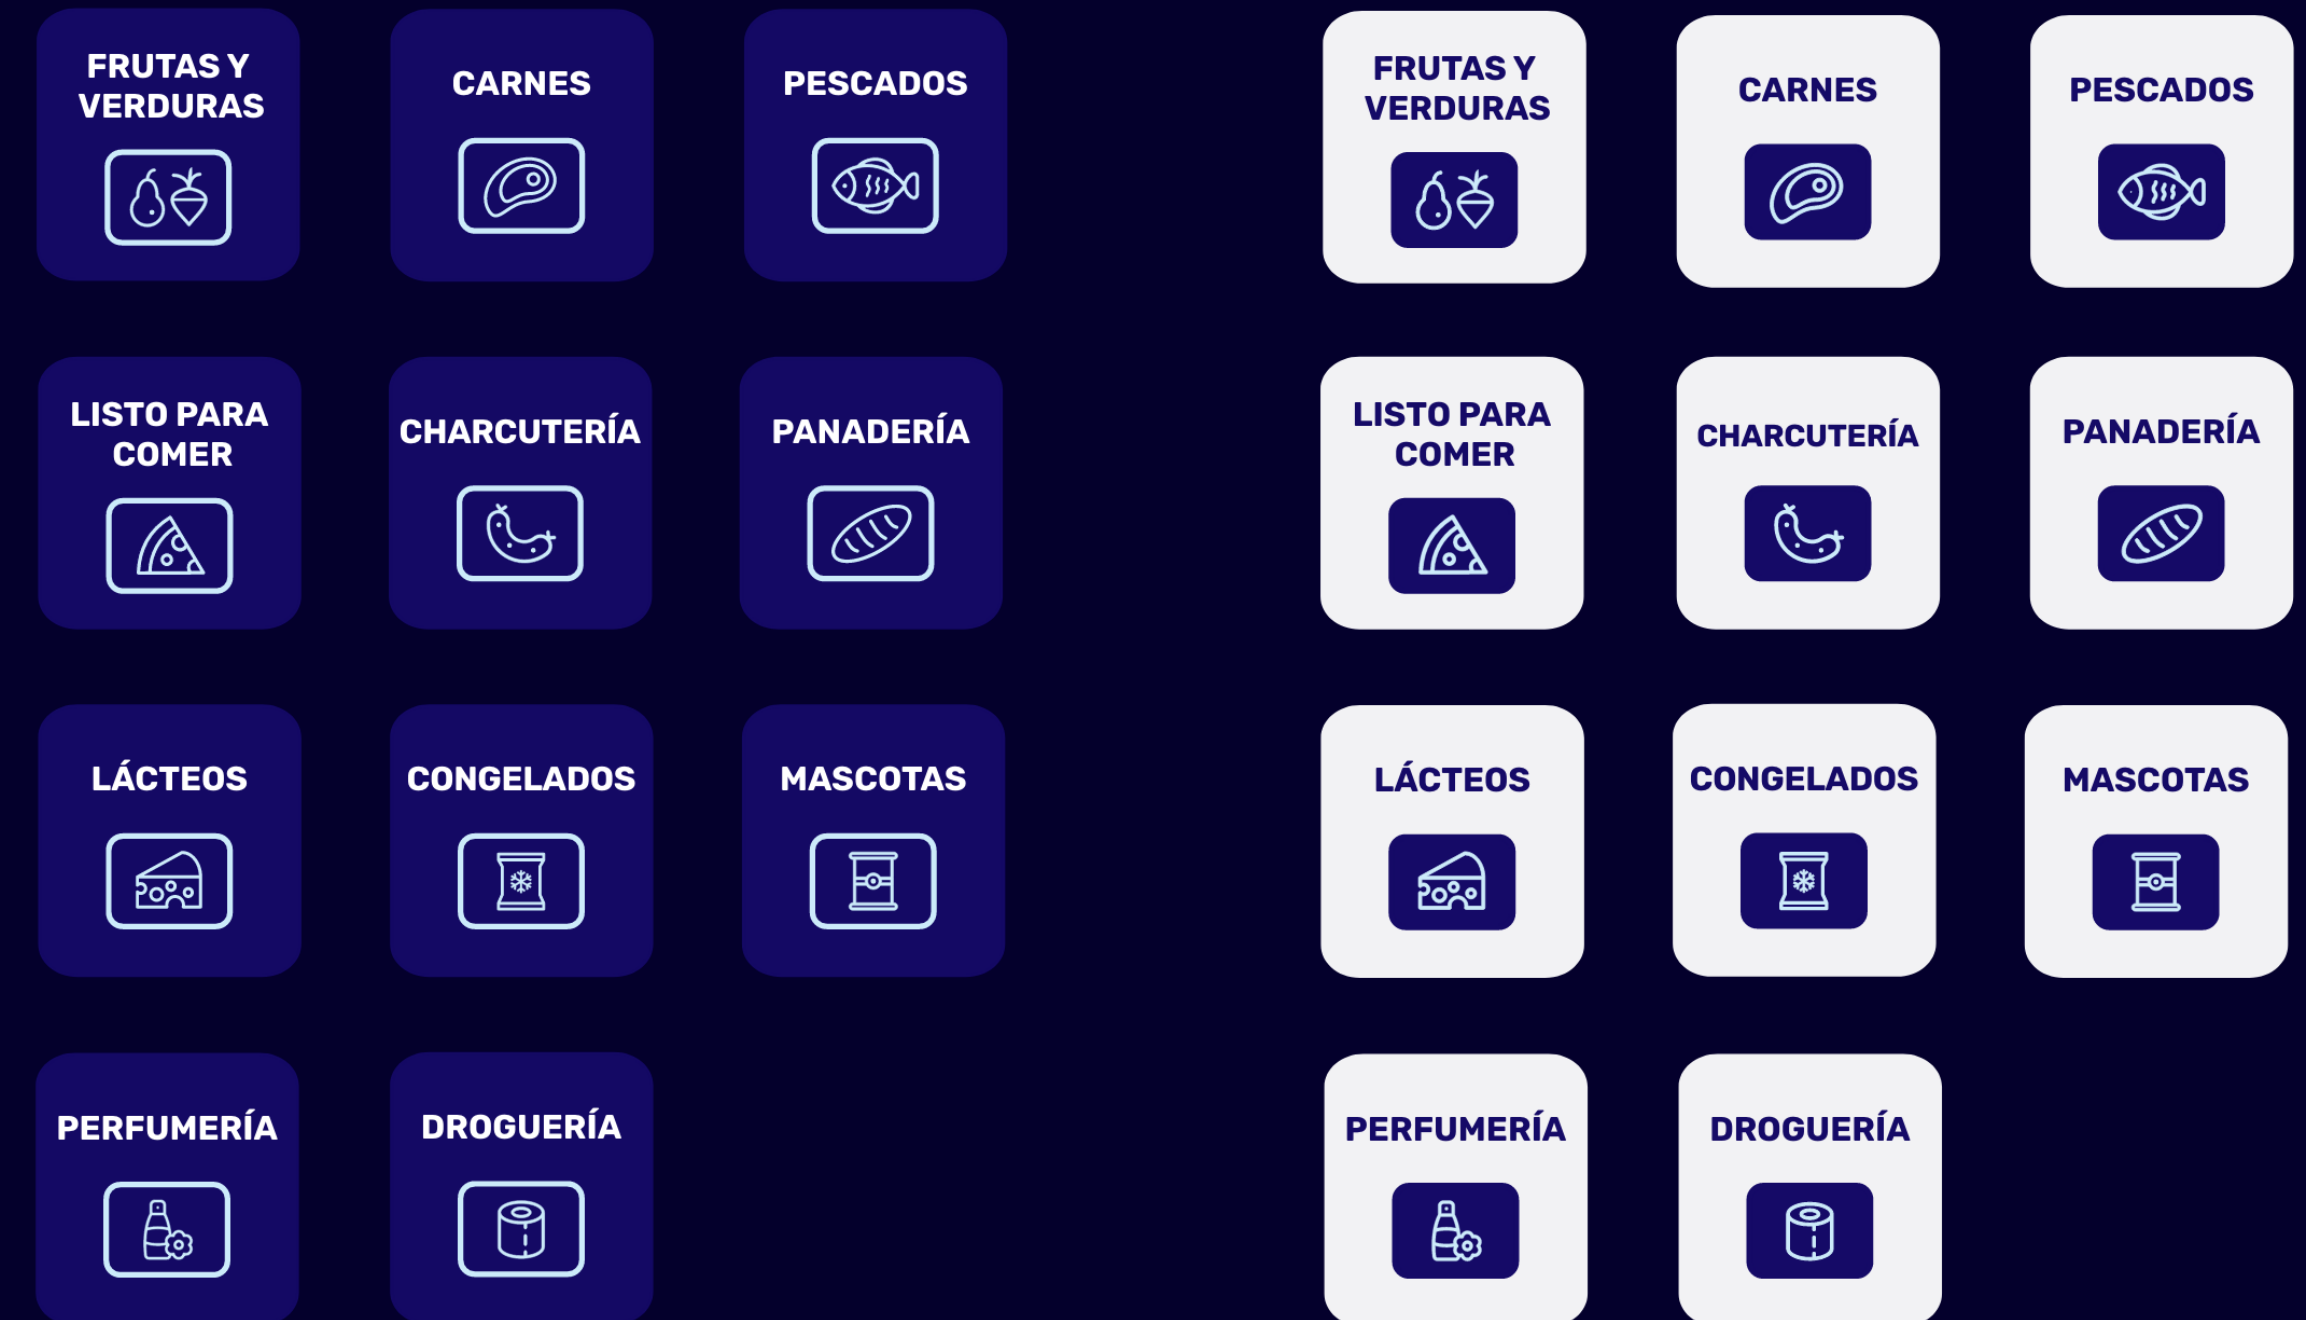 FRUTAS Y
VERDURAS
CARNES
PESCADOS
FRUTAS Y
VERDURAS
CARNES
PESCADOS
LISTO PARA
COMER
CHARCUTERÍA
PANADERÍA
LISTO PARA
COMER
CHARCUTERÍA
PANADERÍA
LÁCTEOS
CONGELADOS
MASCOTAS
LÁCTEOS
CONGELADOS
MASCOTAS
PERFUMERÍA
DROGUERÍA
PERFUMERÍA
DROGUERÍA